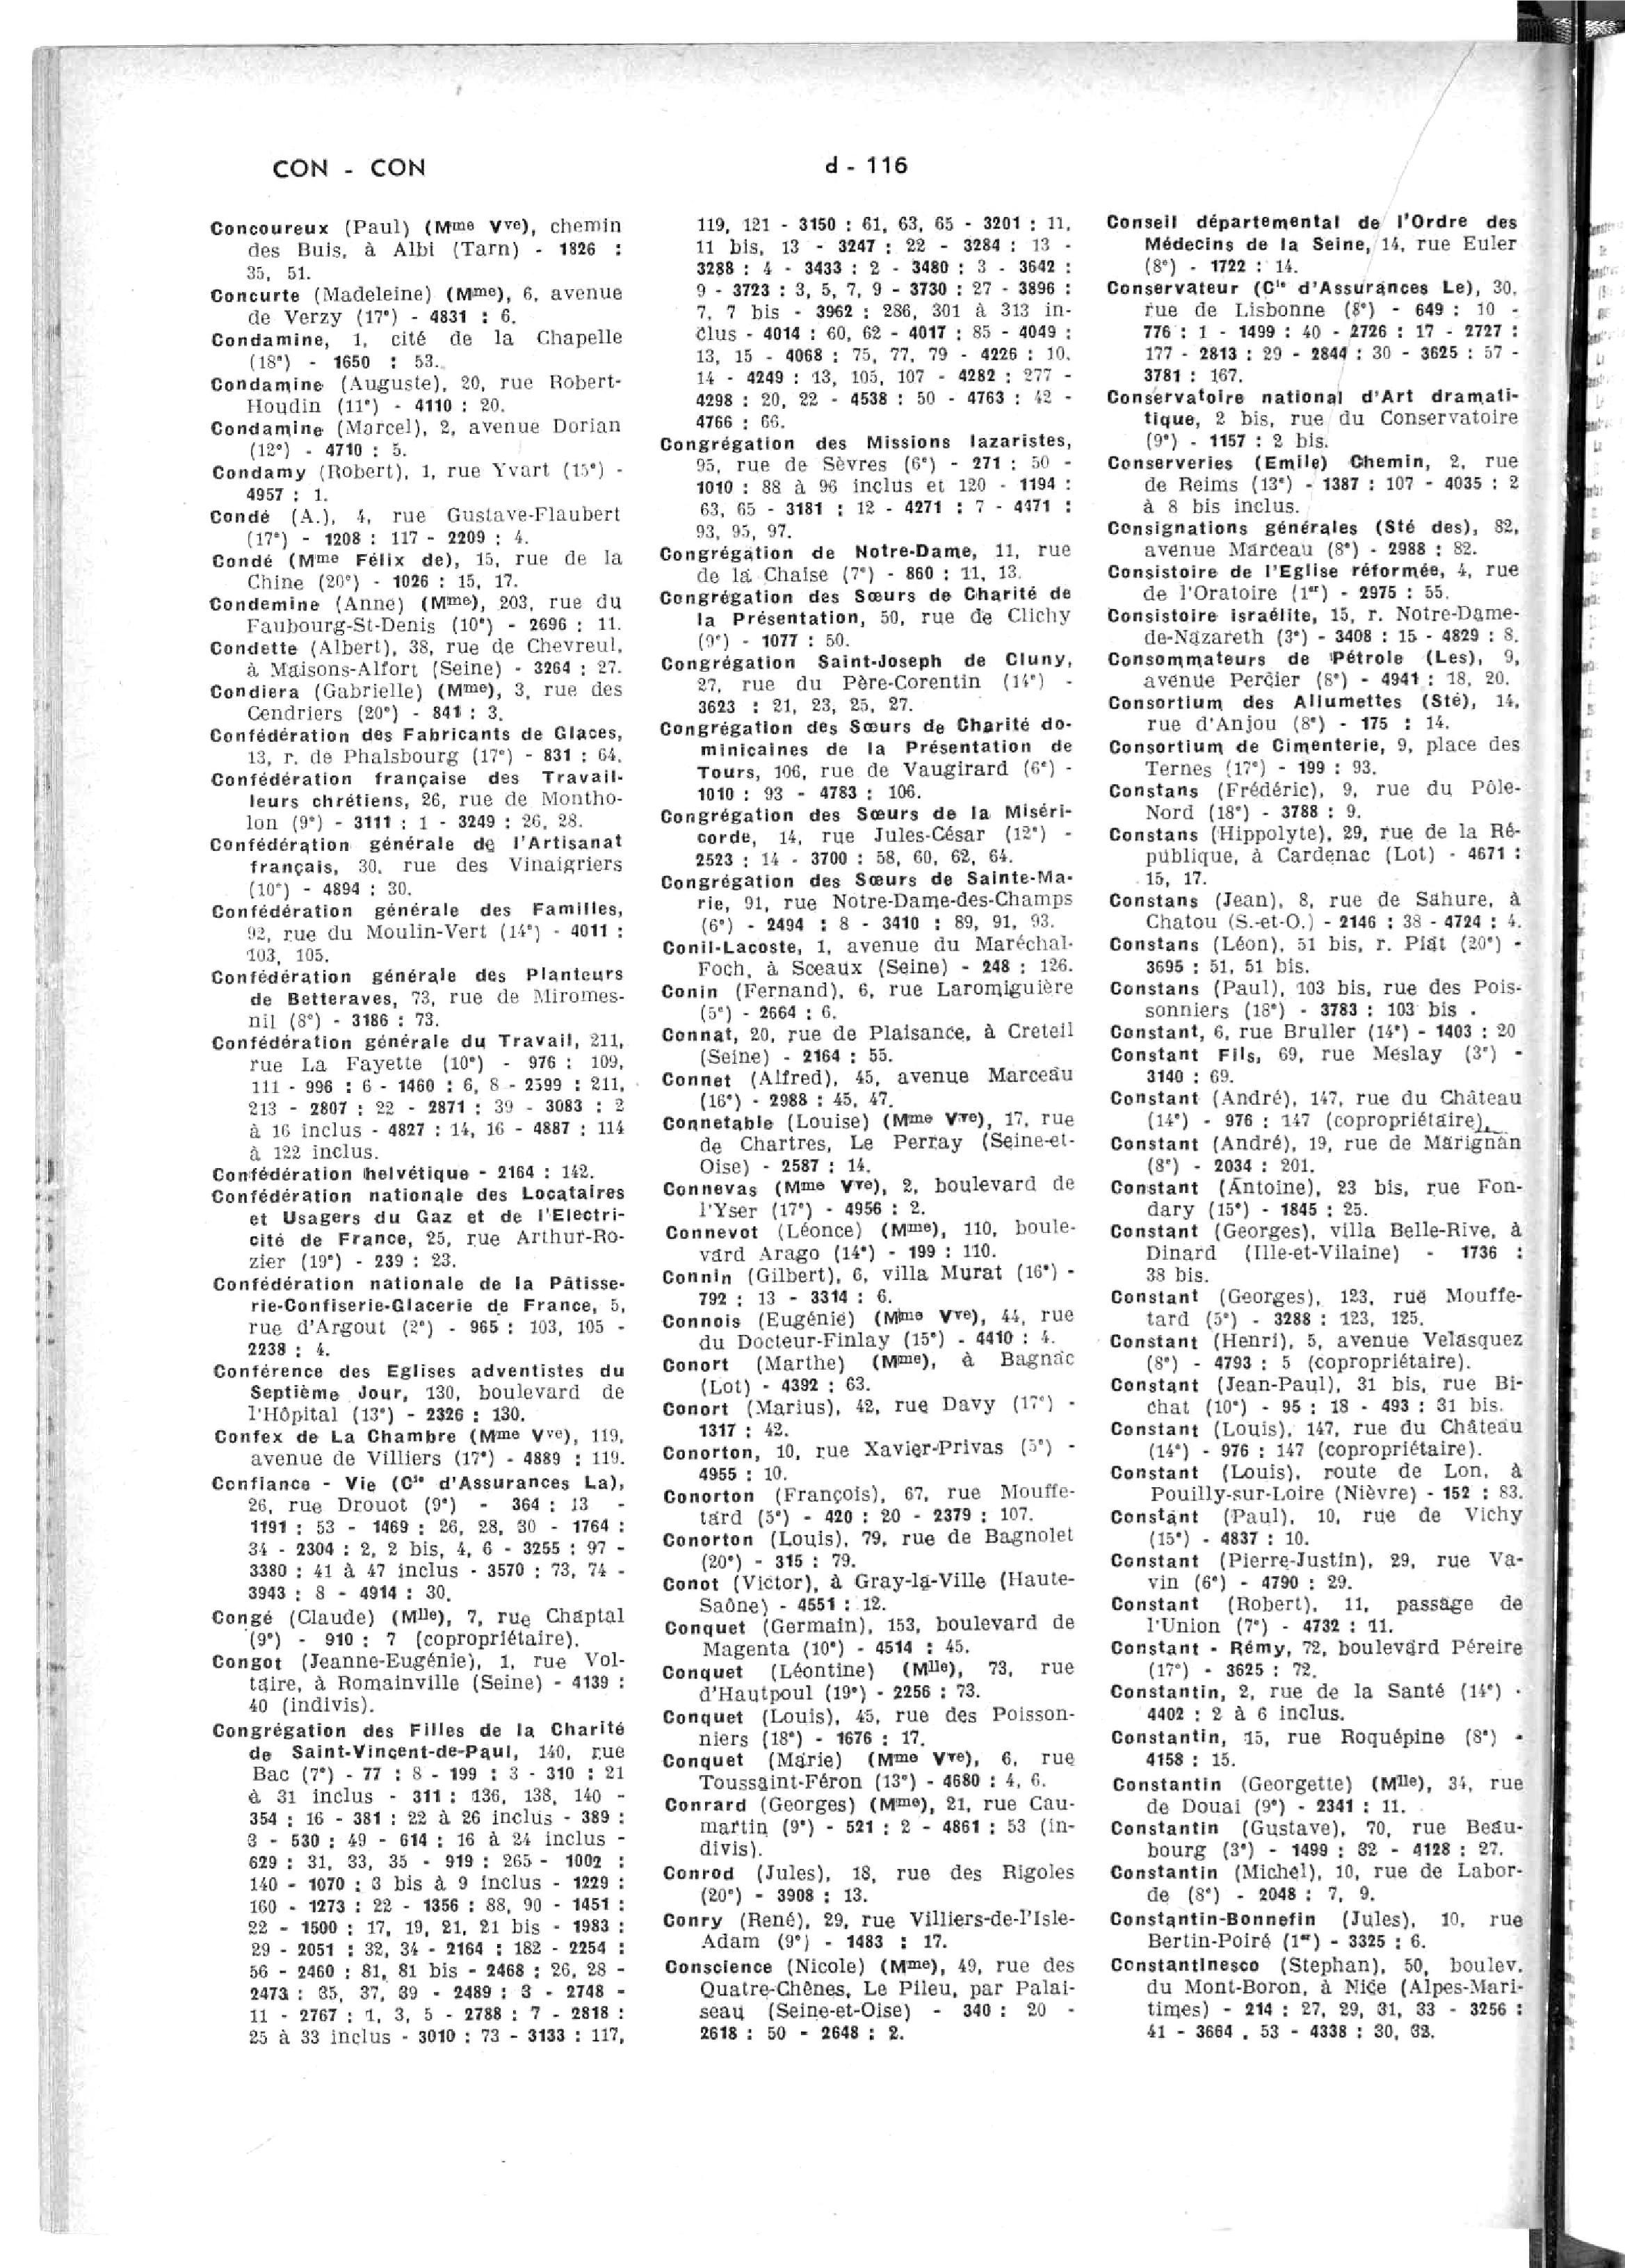 CON - CON
d - 116
Concoureux (Paul) (Mme Vve), chemin
des Buis, à Albi (Tarn) - 1826 :
35, 51.
Concurte (Madeleine) (Mme), 6, avenue
de Verzy (17e) - 4831 : 6.
Condamine, 1, cité de la Chapelle
(18e) - 1650 : 53.
Condamine (Auguste), 20, rue Robert-
Houdin (11e) - 4110 : 20.
Condamine (Marcel), 2, avenue Dorian
(12e) - 4710 : 5.
Condamy (Robert), 1, rue Yvart (15e) -
4957 : 1.
Condé (A.), 4, rue Gustave-Flaubert
(17e) - 1208 : 117 - 2209 : 4.
Condé (Mme Félix de), 15, rue de la
Chine (20e) - 1026 : 15, 17.
Condemine (Anne) (Mme), 203, rue du
Faubourg-St-Denis (10e) - 2696 : 11.
Condette (Albert), 38, rue de Chevreul,
à Maisons-Alfort (Seine) - 3264 : 27.
Condiera (Gabrielle) (Mme), 3, rue des
Cendriers (20e) - 841 : 3.
Confédération des Fabricants de Glaces,
13, r. de Phalsbourg (17e) - 831 : 64.
Confédération française des Travail-
leurs chrétiens, 26, rue de Montho-
lon (9e) - 3111 : 1 - 3249 : 26, 28.
Confédération générale de l'Artisanat
français, 30, rue des Vinaigriers
(10e) - 4894 : 30.
Confédération générale des Familles,
92, rue du Moulin-Vert (14e) - 4011 :
103, 105.
Confédération générale des Planteurs
de Betteraves, 73, rue de Miromes-
nil (8e) - 3186 : 73.
Confédération générale du Travail, 211,
rue La Fayette (10e) - 976 : 109,
111 - 996 : 6 - 1460 : 6, 8 - 2599 : 211,
213 - 2807 : 22 - 2871 : 39 - 3083 : 2
à 16 inclus - 4827 : 14, 16 - 4887 : 114
à 122 inclus.
Confédération helvétique - 2164 : 142.
Confédération nationale des Locataires
et Usagers du Gaz et de l'Electri-
cité de France, 25, rue Arthur-Ro-
zier (19e) - 239 : 23.
Confédération nationale de la Pâtisse-
rie-Confiserie-Glacerie de France, 5,
rue d'Argout (2e) - 965 : 103, 105 -
2238 : 4.
Conférence des Eglises adventistes du
Septième Jour, 130, boulevard de
l'Hôpital (13e) - 2326 : 130.
Confex de La Chambre (Mme Vve), 119,
avenue de Villiers (17e) - 4889 : 119.
Confiance - Vie (Cie d'Assurances La),
26, rue Drouot (9e) - 364 : 13 -
1191 : 53 - 1469 : 26, 28, 30 - 1764 :
34 - 2304 : 2, 2 bis, 4, 6 - 3255 : 97 -
3380 : 41 à 47 inclus - 3570 : 73, 74 -
3943 : 8 - 4914 : 30.
Congé (Claude) (Mlle), 7, rue Chaptal
(9e) - 910 : 7 (copropriétaire).
Congot (Jeanne-Eugénie), 1, rue Vol-
taire, à Romainville (Seine) - 4139 :
40 (indivis).
Congrégation des Filles de la Charité
de Saint-Vincent-de-Paul, 140, rue
Bac (7e) - 77 : 8 - 199 : 3 - 310 : 21
à 31 inclus - 311 : 136, 138, 140 -
354 : 16 - 381 : 22 à 26 inclus - 389 :
3 - 530 : 49 - 614 : 16 à 24 inclus -
629 : 31, 33, 35 - 919 : 265 - 1002 :
140 - 1070 : 3 bis à 9 inclus - 1229 :
160 - 1273 : 22 - 1356 : 88, 90 - 1451 :
22 - 1500 : 17, 19, 21, 21 bis - 1983 :
29 - 2051 : 32, 34 - 2164 : 182 - 2254 :
56 - 2460 : 81, 81 bis - 2468 : 26, 28 -
2473 : 35, 37, 39 - 2489 : 3 - 2748 -
11 - 2767 : 1, 3, 5 - 2788 : 7 - 2818 :
25 à 33 inclus - 3010 : 73 - 3133 : 117,
119, 121 - 3150 : 61, 63, 65 - 3201 : 11,
11 bis, 13 - 3247 : 22 - 3284 : 13 -
3288 : 4 - 3433 : 2 - 3480 : 3 - 3642 :
9 - 3723 : 3, 5, 7, 9 - 3730 : 27 - 3896 :
7, 7 bis - 3962 : 286, 301 à 313 in-
clus - 4014 : 60, 62 - 4017 : 85 - 4049 :
13, 15 - 4068 : 75, 77, 79 - 4226 : 10,
14 - 4249 : 13, 105, 107 - 4282 : 277 -
4298 : 20, 22 - 4538 : 50 - 4763 : 42 -
4766 : 66.
Congrégation des Missions lazaristes,
95, rue de Sèvres (6e) - 271 : 50 -
1010 : 88 à 96 inclus et 120 - 1194 :
63, 65 - 3181 : 12 - 4271 : 7 - 4471 :
93, 95, 97.
Congrégation de Notre-Dame, 11, rue
de la Chaise (7e) - 860 : 11, 13.
Congrégation des Sœurs de Charité de
la Présentation, 50, rue de Clichy
(9e) - 1077 : 50.
Congrégation Saint-Joseph de Cluny,
27, rue du Père-Corentin (14e) -
3623 : 21, 23, 25, 27.
Congrégation des Sœurs de Charité do-
minicaines de la Présentation de
Tours, 106, rue de Vaugirard (6e) -
1010 : 93 - 4783 : 106.
Congrégation des Sœurs de la Miséri-
corde, 14, rue Jules-César (12e) -
2523 : 14 - 3700 : 58, 60, 62, 64.
Congrégation des Sœurs de Sainte-Ma-
rie, 91, rue Notre-Dame-des-Champs
(6e) - 2494 : 8 - 3410 : 89, 91, 93.
Conil-Lacoste, 1, avenue du Maréchal-
Foch, à Sceaux (Seine) - 248 : 126.
Conin (Fernand), 6, rue Laromiguière
(5e) - 2664 : 6.
Connat, 20, rue de Plaisance, à Creteil
(Seine) - 2164 : 55.
Connet (Alfred), 45, avenue Marceau
(16e) - 2988 : 45, 47.
Connetable (Louise) (Mme Vve), 17, rue
de Chartres, Le Perray (Seine-et-
Oise) - 2587 : 14.
Connevas (Mme Vve), 2, boulevard de
l'Yser (17e) - 4956 : 2.
Connevot (Léonce) (Mme), 110, boule-
vard Arago (14e) - 199 : 110.
Connin (Gilbert), 6, villa Murat (16e) -
792 : 13 - 3314 : 6.
Connois (Eugénie) (Mme Vve), 44, rue
du Docteur-Finlay (15e) - 4410 : 4.
Conort (Marthe) (Mme), à Bagnac
(Lot) - 4392 : 63.
Conort (Marius), 42, rue Davy (17e) -
1317 : 42.
Conorton, 10, rue Xavier-Privas (5e) -
4955 : 10.
Conorton (François), 67, rue Mouffe-
tard (5e) - 420 : 20 - 2379 : 107.
Conorton (Louis), 79, rue de Bagnolet
(20e) - 315 : 79.
Conot (Victor), à Gray-la-Ville (Haute-
Saône) - 4551 : 12.
Conquet (Germain), 153, boulevard de
Magenta (10e) - 4514 : 45.
Conquet (Léontine) (Mlle), 73, rue
d'Hautpoul (19e) - 2256 : 73.
Conquet (Louis), 45, rue des Poisson-
niers (18e) - 1676 : 17.
Conquet (Marie) (Mme Vve), 6, rue
Toussaint-Féron (13e) - 4680 : 4, 6.
Conrard (Georges) (Mme), 21, rue Cau-
martin (9e) - 521 : 2 - 4861 : 53 (in-
divis).
Conrod (Jules), 18, rue des Rigoles
(20e) - 3908 : 13.
Conry (René), 29, rue Villiers-de-l'Isle-
Adam (9e) - 1483 : 17.
Conscience (Nicole) (Mme), 49, rue des
Quatre-Chênes, Le Pileu, par Palai-
seau (Seine-et-Oise) - 340 : 20 -
2618 : 50 - 2648 : 2.
Conseil départemental de l'Ordre des
Médecins de la Seine, 14, rue Euler
(8e) - 1722 : 14.
Conservateur (Cie d'Assurances Le), 30,
rue de Lisbonne (8e) - 649 : 10 -
776 : 1 - 1499 : 40 - 2726 : 17 - 2727 :
177 - 2813 : 29 - 2844 : 30 - 3625 : 57 -
3781 : 167.
Conservatoire national d'Art dramati-
tique, 2 bis, rue du Conservatoire
(9e) - 1157 : 2 bis.
Conserveries (Emile) Chemin, 2, rue
de Reims (13e) - 1387 : 107 - 4035 : 2
à 8 bis inclus.
Consignations générales (Sté des), 82,
avenue Marceau (8e) - 2988 : 82.
Consistoire de l'Eglise réformée, 4, rue
de l'Oratoire (1er) - 2975 : 55.
Consistoire israélite, 15, r. Notre-Dame-
de-Nazareth (3e) - 3408 : 15 - 4829 : 8.
Consommateurs de Pétrole (Les), 9,
avenue Percier (8e) - 4941 : 18, 20.
Consortium des Allumettes (Sté), 14,
rue d'Anjou (8e) - 175 : 14.
Consortium de Cimenterie, 9, place des
Ternes (17e) - 199 : 93.
Constans (Frédéric), 9, rue du Pôle-
Nord (18e) - 3788 : 9.
Constans (Hippolyte), 29, rue de la Ré-
publique, à Cardenac (Lot) - 4671 :
15, 17.
Constans (Jean), 8, rue de Sahure, à
Chatou (S.-et-O.) - 2146 : 38 - 4724 : 4.
Constans (Léon), 51 bis, r. Piat (20e) -
3695 : 51, 51 bis.
Constans (Paul), 103 bis, rue des Pois-
sonniers (18e) - 3783 : 103 bis .
Constant, 6, rue Bruller (14e) - 1403 : 20
Constant Fils, 69, rue Meslay (3e) -
3140 : 69.
Constant (André), 147, rue du Château
(14e) - 976 : 147 (copropriétaire).
Constant (André), 19, rue de Marignan
(8e) - 2034 : 201.
Constant (Antoine), 23 bis, rue Fon-
dary (15e) - 1845 : 25.
Constant (Georges), villa Belle-Rive, à
Dinard (Ille-et-Vilaine) - 1736 :
38 bis.
Constant (Georges), 123, rue Mouffe-
tard (5e) - 3288 : 123, 125.
Constant (Henri), 5, avenue Velasquez
(8e) - 4793 : 5 (copropriétaire).
Constant (Jean-Paul), 31 bis, rue Bi-
chat (10e) - 95 : 18 - 493 : 31 bis.
Constant (Louis), 147, rue du Château
(14e) - 976 : 147 (copropriétaire).
Constant (Louis), route de Lon, à
Pouilly-sur-Loire (Nièvre) - 152 : 83.
Constant (Paul), 10, rue de Vichy
(15e) - 4837 : 10.
Constant (Pierre-Justin), 29, rue Va-
vin (6e) - 4790 : 29.
Constant (Robert), 11, passage de
l'Union (7e) - 4732 : 11.
Constant - Rémy, 72, boulevard Péreire
(17e) - 3625 : 72.
Constantin, 2, rue de la Santé (14e) -
4402 : 2 à 6 inclus.
Constantin, 15, rue Roquépine (8e) -
4158 : 15.
Constantin (Georgette) (Mlle), 34, rue
de Douai (9e) - 2341 : 11.
Constantin (Gustave), 70, rue Beau-
bourg (3e) - 1499 : 32 - 4128 : 27.
Constantin (Michel), 10, rue de Labor-
de (8e) - 2048 : 7, 9.
Constantin-Bonnefin (Jules), 10, rue
Bertin-Poiré (1er) - 3325 : 6.
Constantinesco (Stephan), 50, boulev.
du Mont-Boron, à Nice (Alpes-Mari-
times) - 214 : 27, 29, 31, 33 - 3256 :
41 - 3664 . 53 - 4338 : 30, 32.